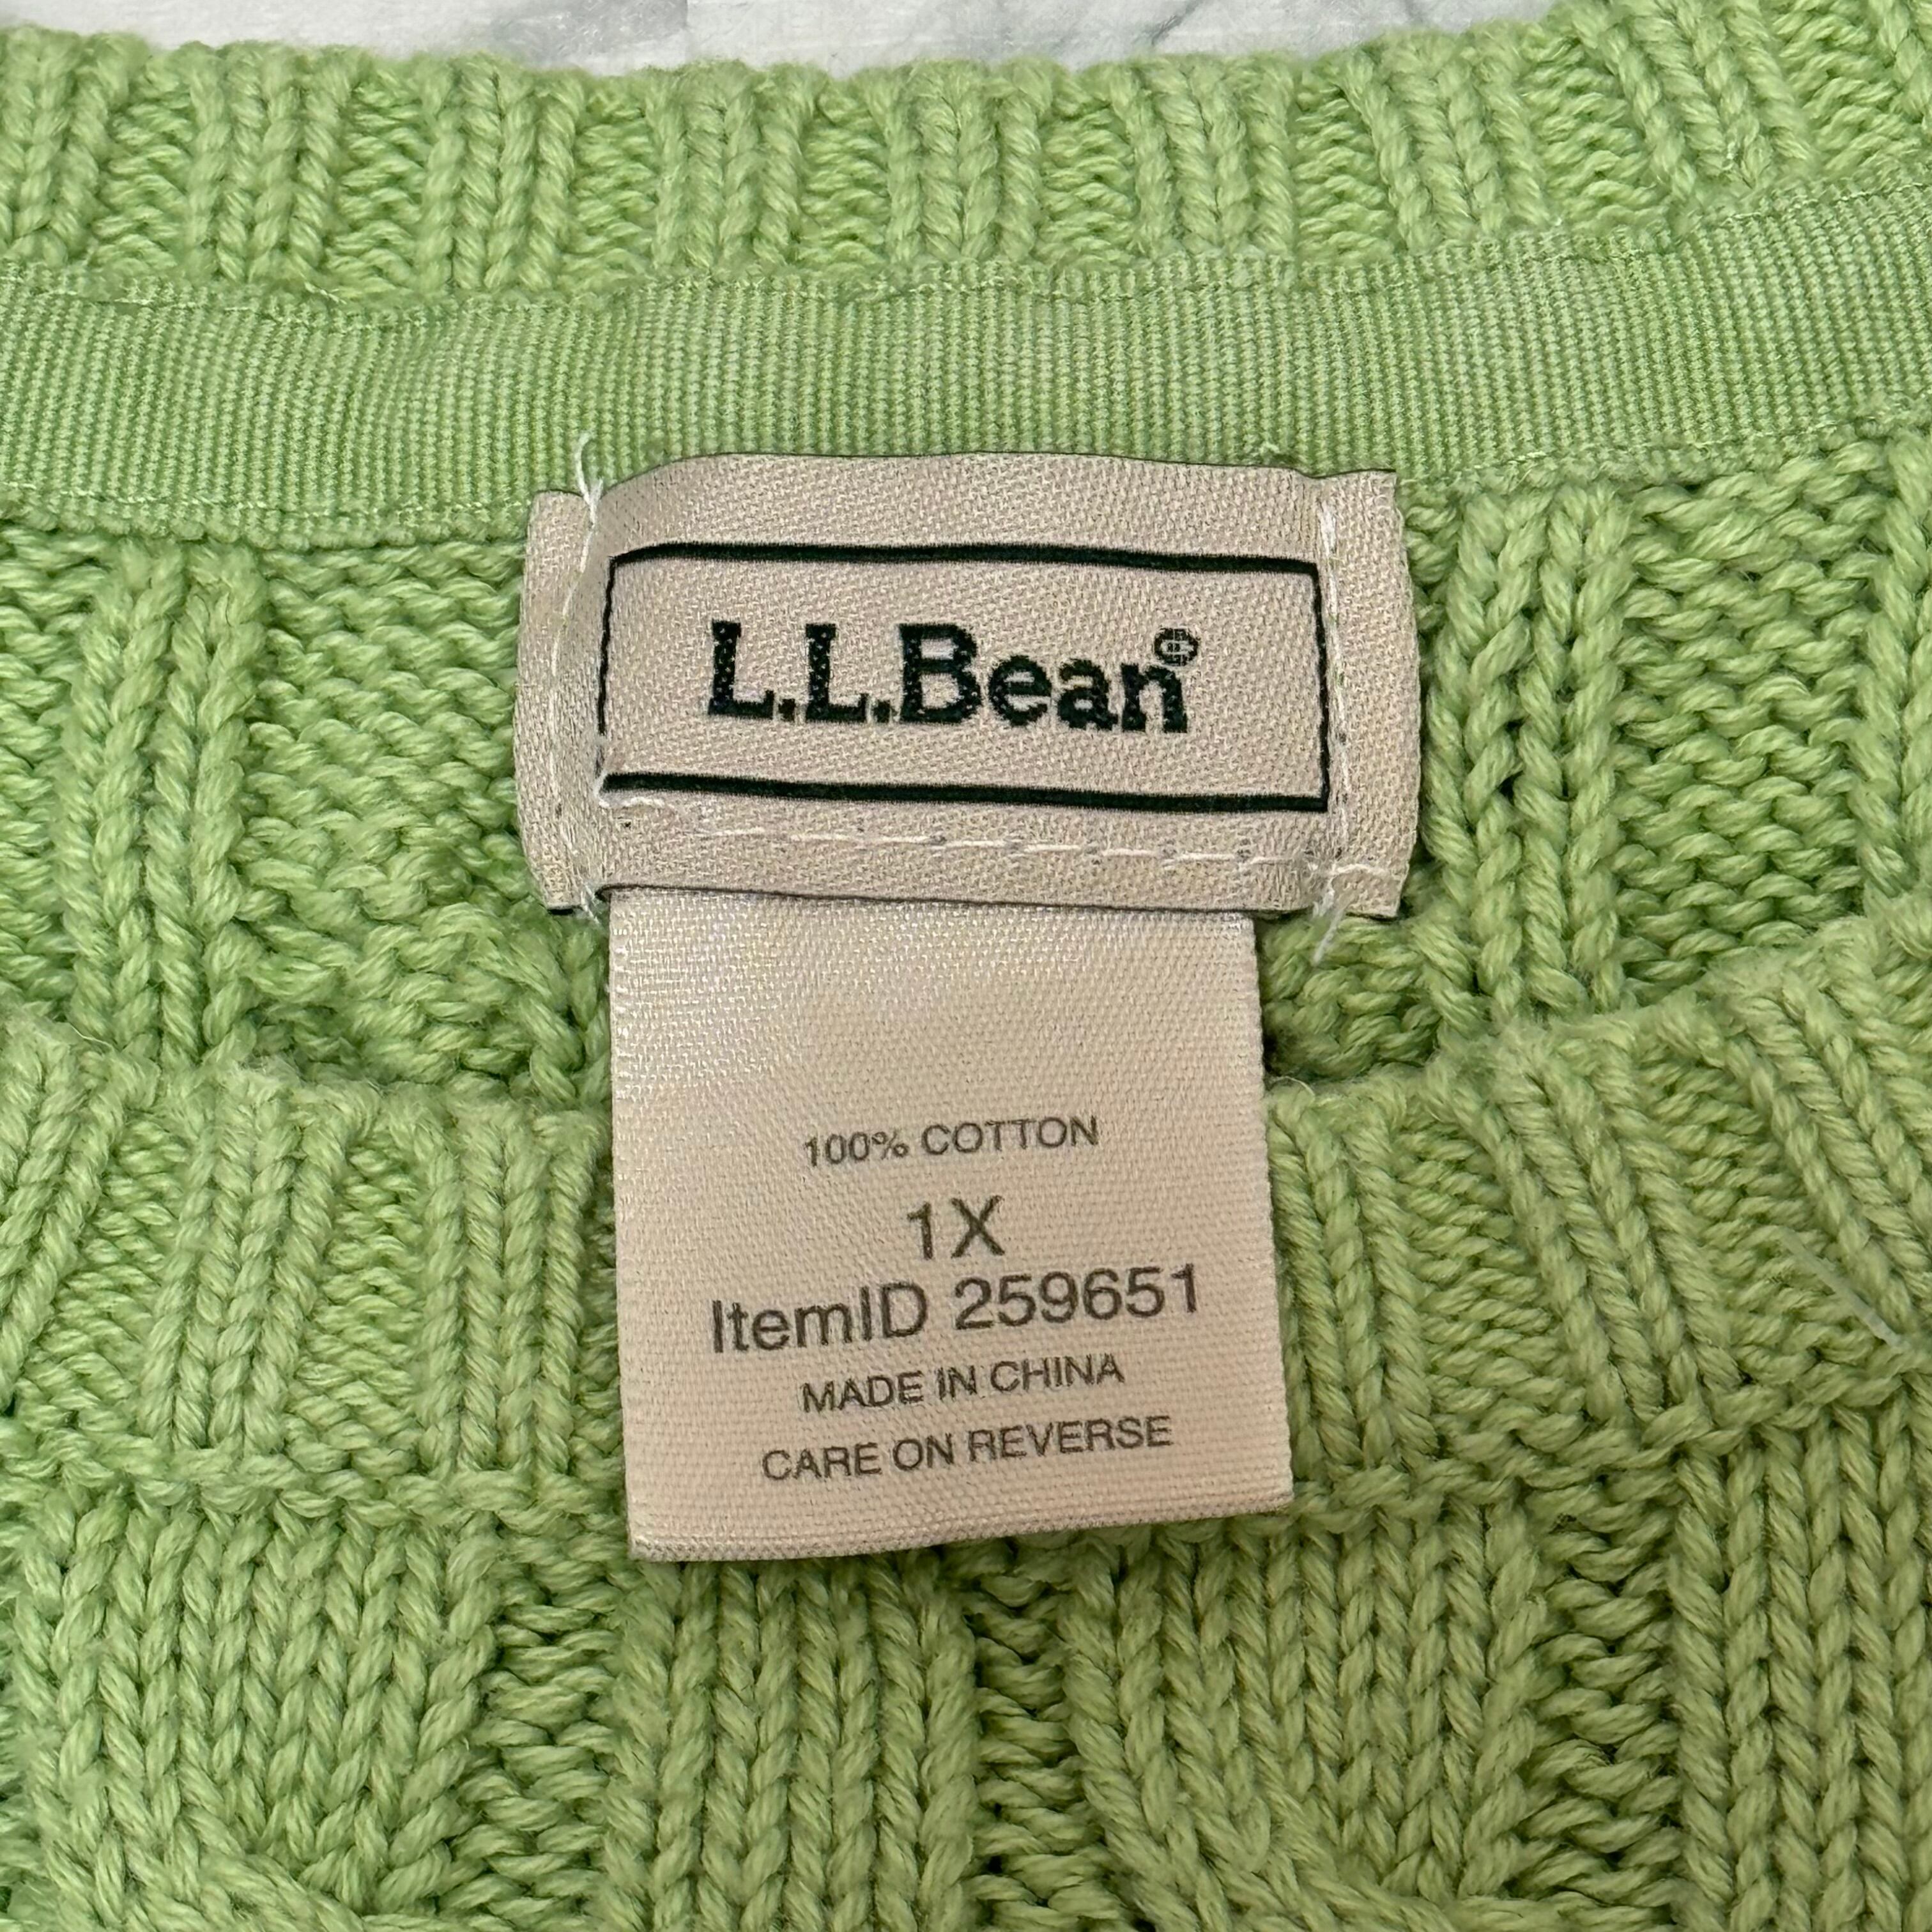 L.L.Bean®
100% COTTON
1X
ItemID 259651
MADE IN CHINA
CARE ON REVERSE